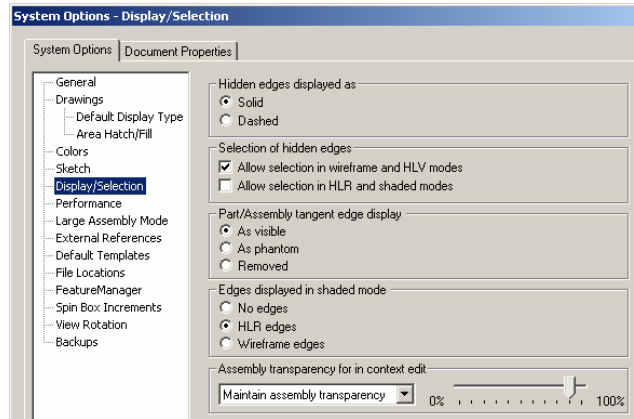 System Options - Display/Selection
System Options
Document Properties
General
Drawings
Default Display Type
Area Hatch/Fill
Colors
Sketch
Display/Selection
Performance
Large Assembly Mode
External References
Default Templates
File Locations
FeatureManager
Spin Box Increments
View Rotation
Backups
Hidden edges displayed as
Solid
Dashed
Selection of hidden edges
Allow selection in wireframe and HLV modes
Allow selection in HLR and shaded modes
Part/Assembly tangent edge display
As visible
As phantom
Removed
Edges displayed in shaded mode
No edges
HLR edges
Wireframe edges
Assembly transparency for in context edit
Maintain assembly transparency
0%
100%